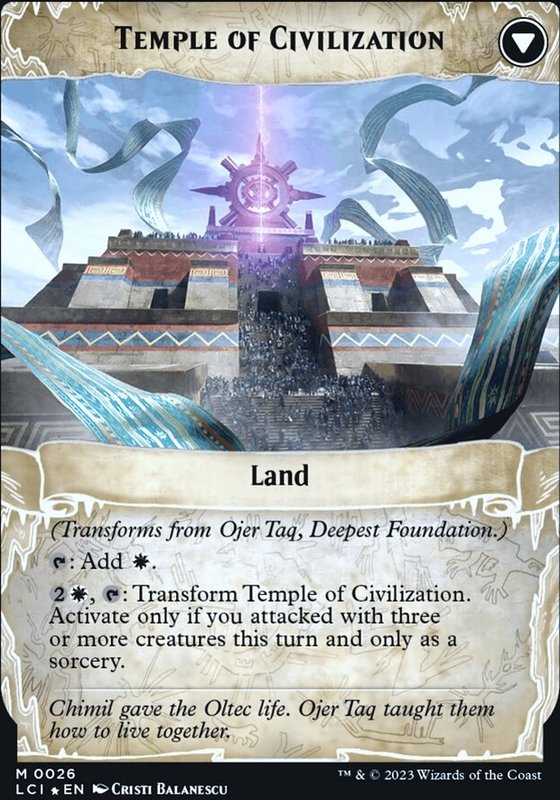 Temple of Civilization
Land
(Transforms from Ojer Taq, Deepest Foundation.)
: Add .
2 , : Transform Temple of Civilization.
Activate only if you attacked with three
or more creatures this turn and only as a
sorcery.
Chimil gave the Oltec life. Ojer Taq taught them
how to live together.
M 0026
LCI ★ EN Cristi Balanescu
™ & © 2023 Wizards of the Coast